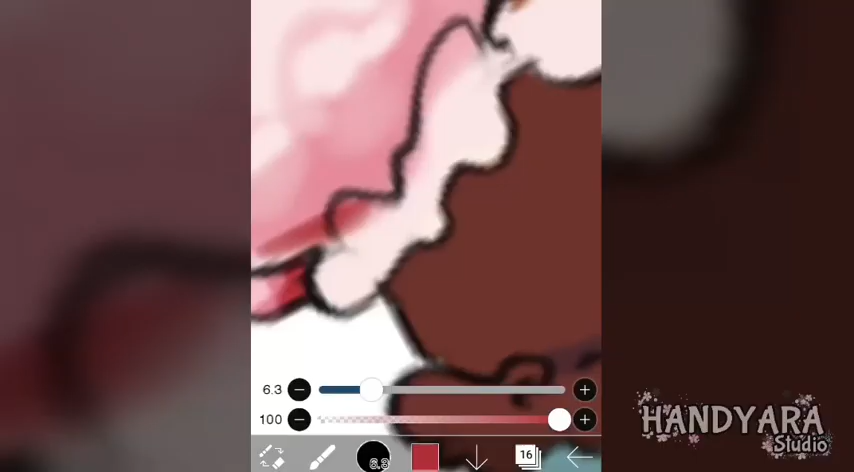 6.3
100
6.3
16
HANDYARA
Studio